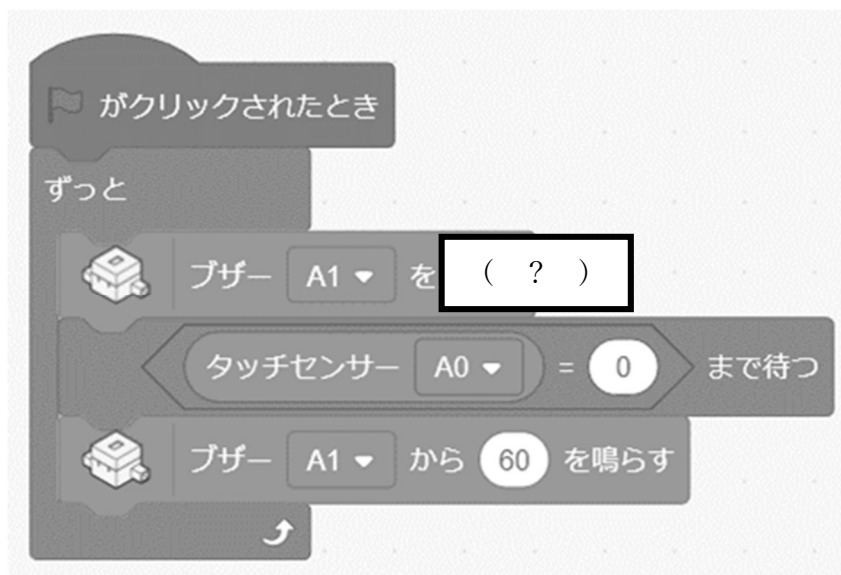 がクリックされたとき
ずっと
ブザー A1 を ( ? )
タッチセンサー A0 = 0 まで待つ
ブザー A1 から 60 を鳴らす